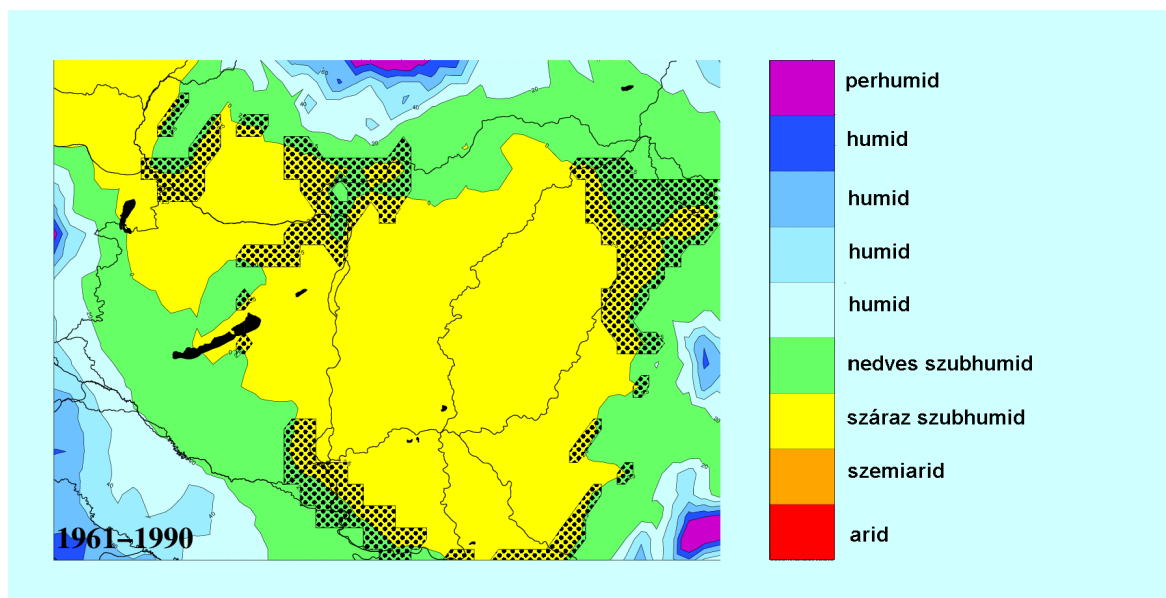 perhumid
humid
humid
humid
humid
nedves szubhumid
száraz szubhumid
szemiarid
arid
1961–1990